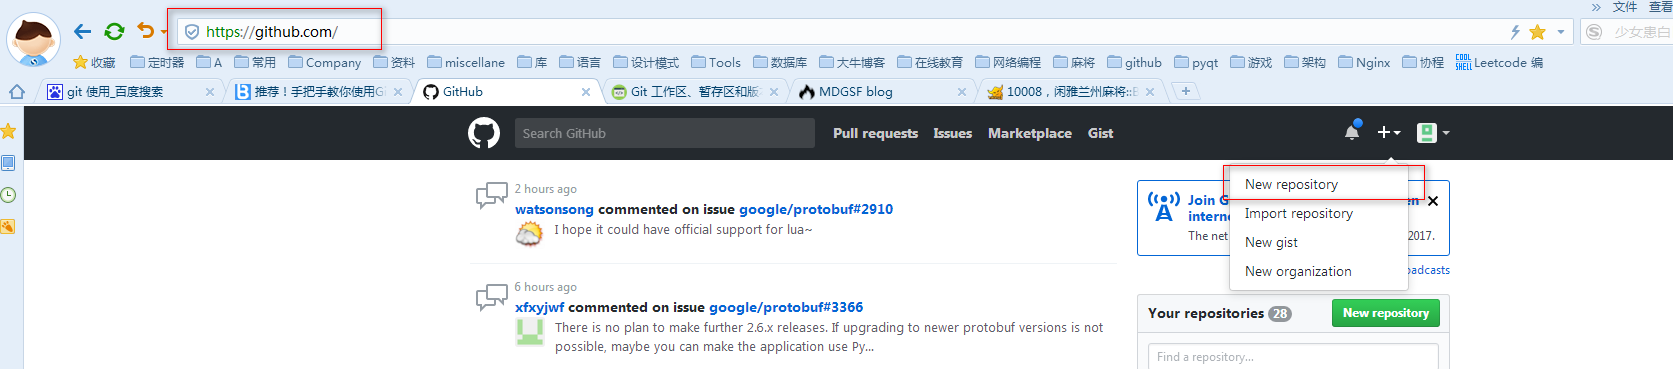 » 文件 查看
https://github.com/
少女患白
收藏 定时器 A 常用 Company 资料 miscellane 库 语言 设计模式 Tools 数据库 大牛博客 在线教育 网络编程 麻将 github pyqt 游戏 架构 Nginx 协程 COOL SHELL Leetcode 编
git 使用_百度搜索 推荐！手把手教你使用Gi GitHub Git 工作区、暂存区和版 MDGSF blog 10008，闲雅兰州麻将::B
Search GitHub Pull requests Issues Marketplace Gist
New repository
Import repository
New gist
New organization
2 hours ago
watsonsong commented on issue google/protobuf#2910
I hope it could have official support for lua~
6 hours ago
xfxyjwf commented on issue google/protobuf#3366
There is no plan to make further 2.6.x releases. If upgrading to newer protobuf versions is not
possible, maybe you can make the application use Py...
Join G en
intern
The net 2017.
oadcasts
Your repositories 28 New repository
Find a repository...